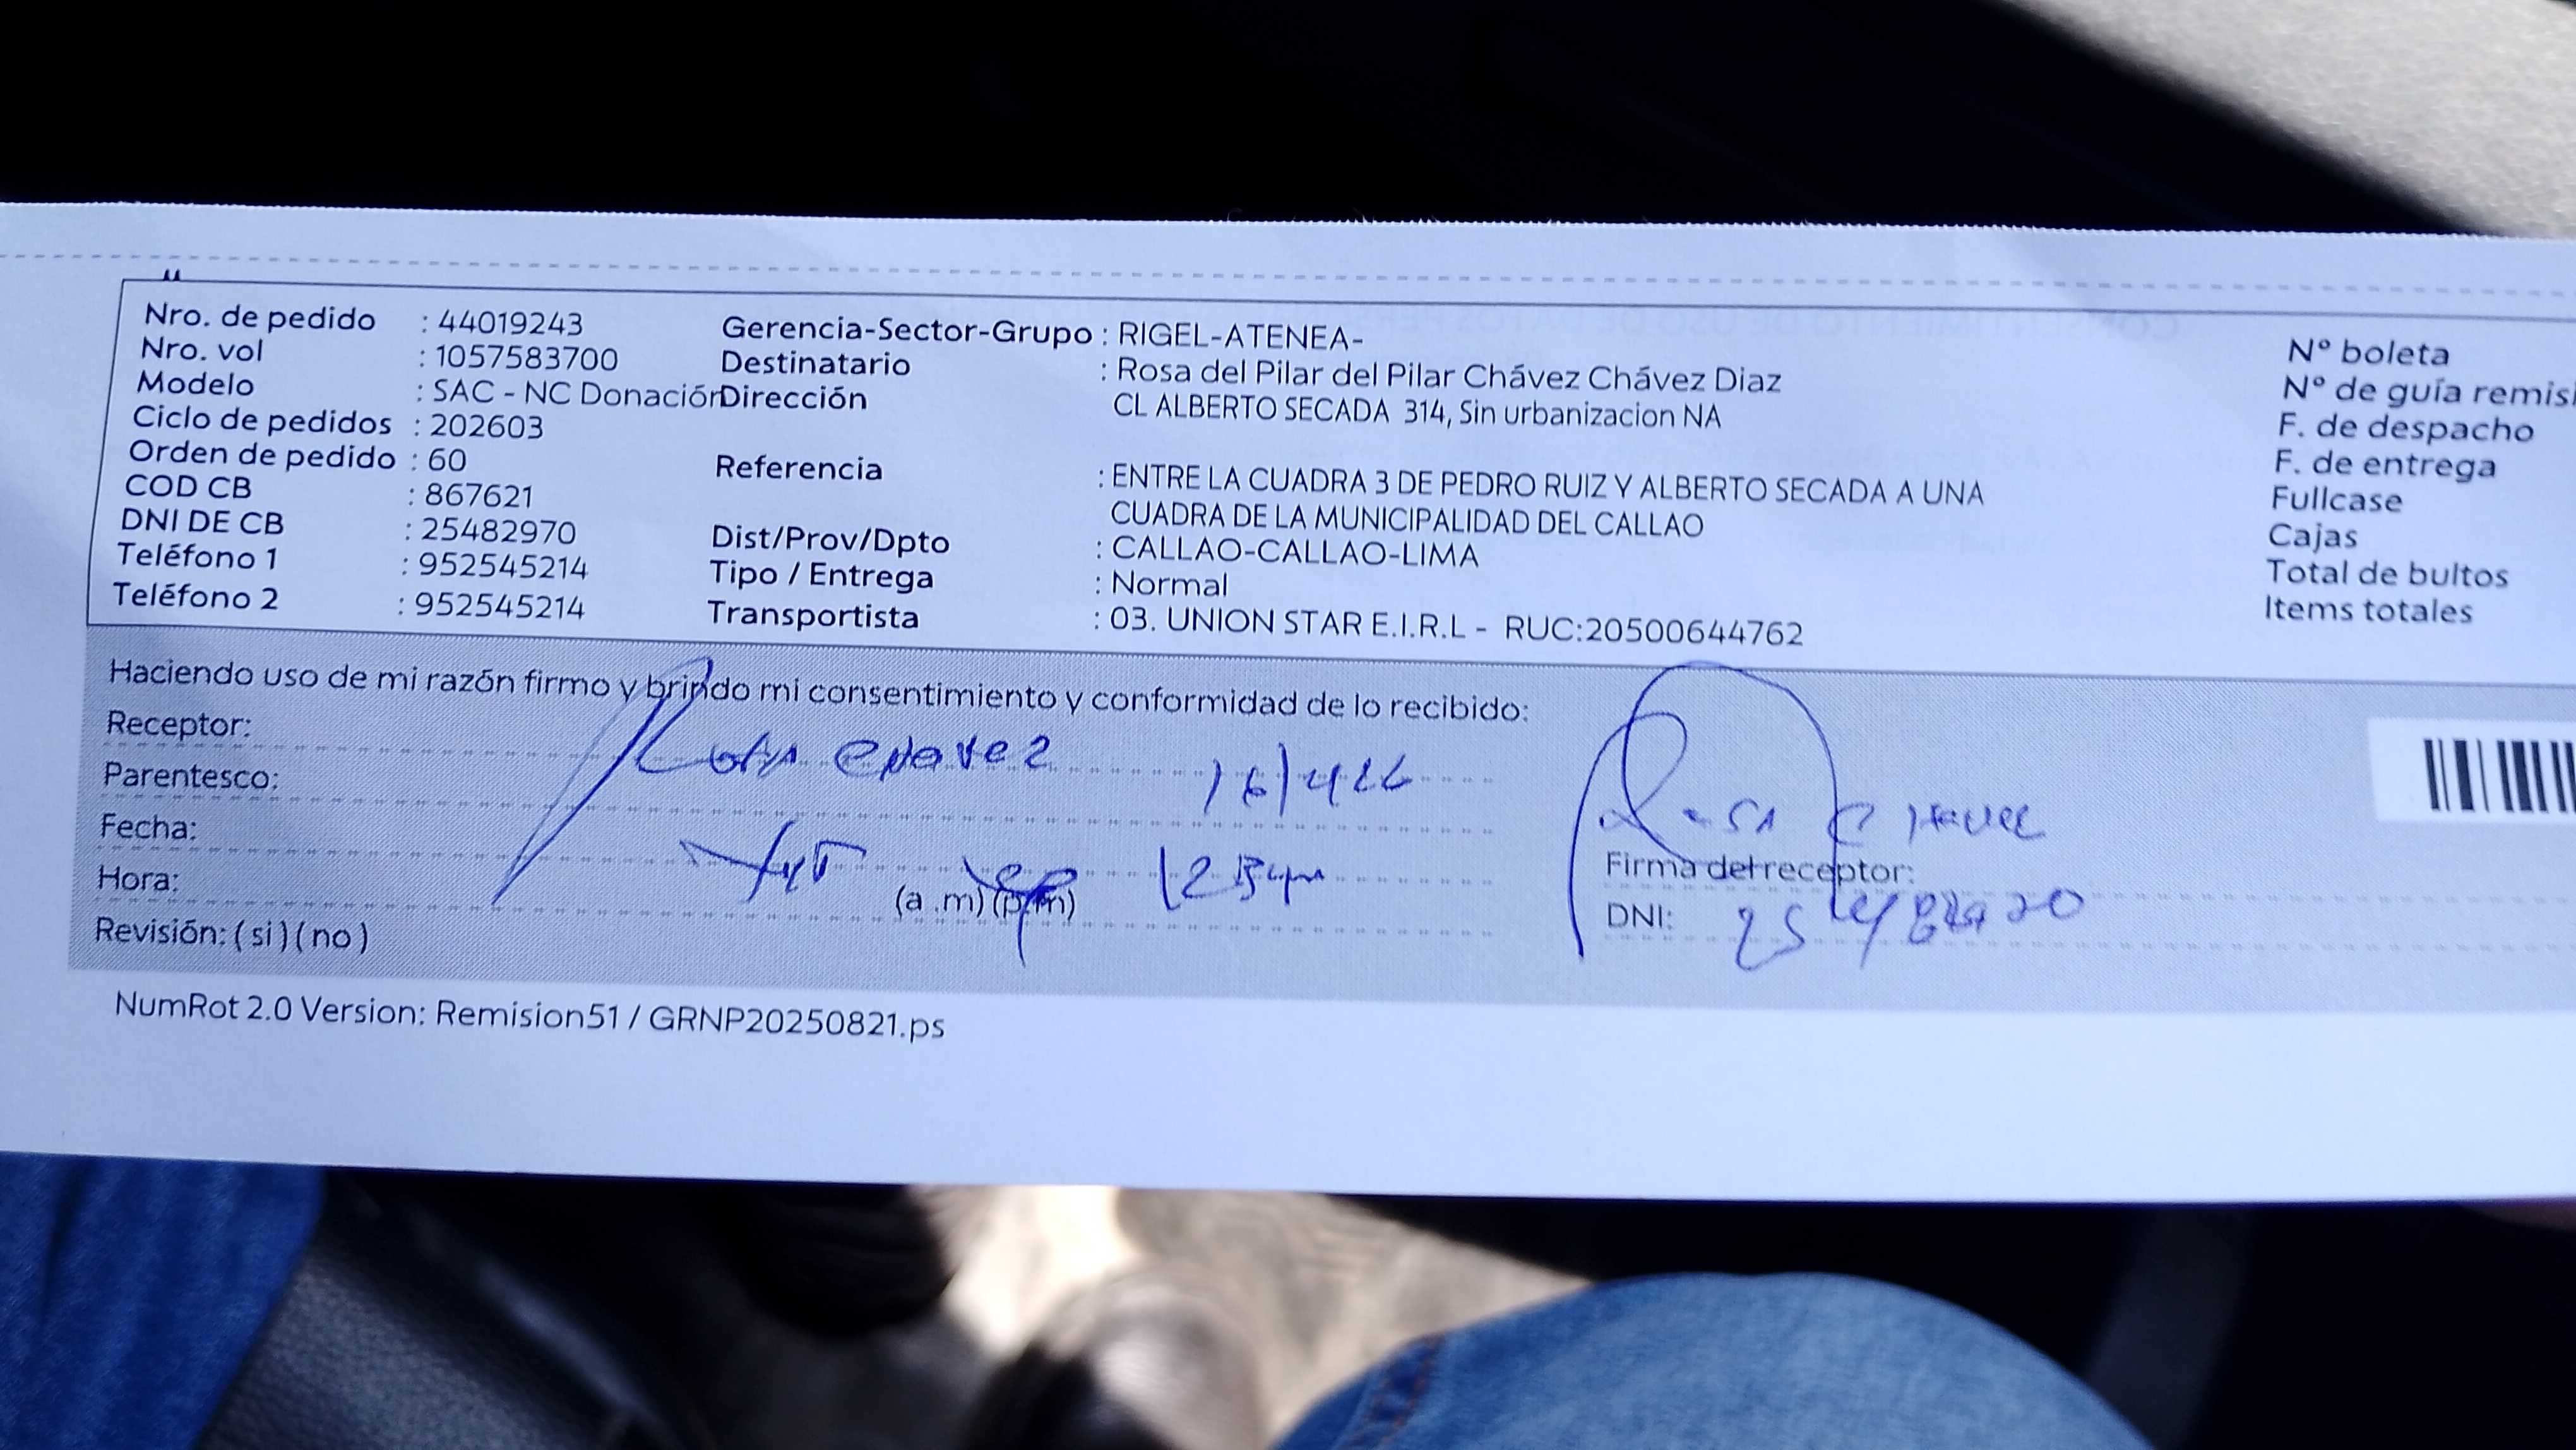 Nro. de pedido : 44019243
Nro. vol : 1057583700
Modelo : SAC - NC Donación
Ciclo de pedidos : 202603
Orden de pedido : 60
COD CB : 867621
DNI DE CB : 25482970
Teléfono 1 : 952545214
Teléfono 2 : 952545214
Gerencia-Sector-Grupo : RIGEL-ATENEA-
Destinatario : Rosa del Pilar del Pilar Chávez Chávez Diaz
Dirección CL ALBERTO SECADA 314, Sin urbanizacion NA
Referencia : ENTRE LA CUADRA 3 DE PEDRO RUIZ Y ALBERTO SECADA A UNA
CUADRA DE LA MUNICIPALIDAD DEL CALLAO
Dist/Prov/Dpto : CALLAO-CALLAO-LIMA
Tipo / Entrega : Normal
Transportista : 03. UNION STAR E.I.R.L - RUC:20500644762
Nº boleta
Nº de guía remisi
F. de despacho
F. de entrega
Fullcase
Cajas
Total de bultos
Items totales
Haciendo uso de mi razón firmo y brindo mi consentimiento y conformidad de lo recibido:
Receptor:
Parentesco:
Fecha:
Hora: (a .m) (p.m)
Revisión: ( si ) ( no )
Firma del receptor:
DNI:
NumRot 2.0 Version: Remision51 / GRNP20250821.ps